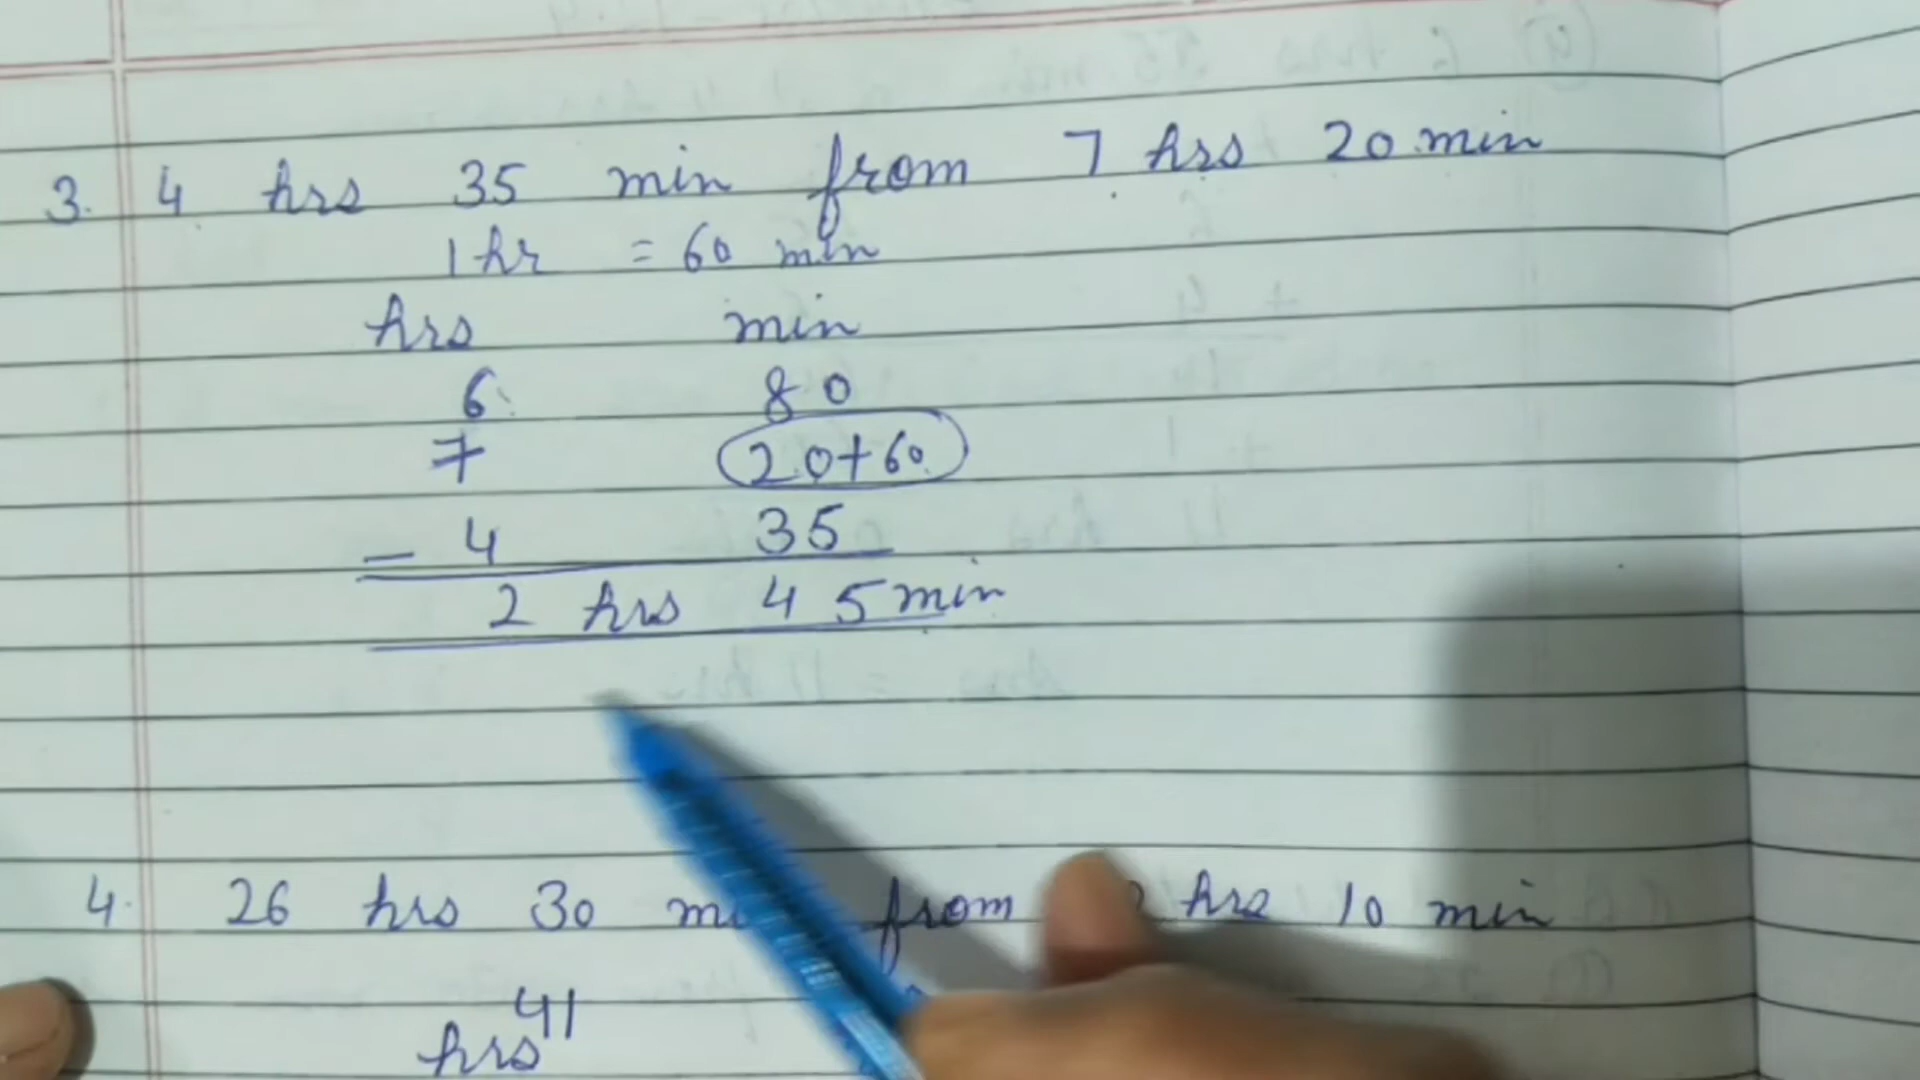 3. 4 hrs 35 min from 7 hrs 20 min
1 hr = 60 min
hrs min
6 80
7 20+60
- 4 35
2 hrs 45 min
4. 26 hrs 30 from hrs 10 min
41
hrs